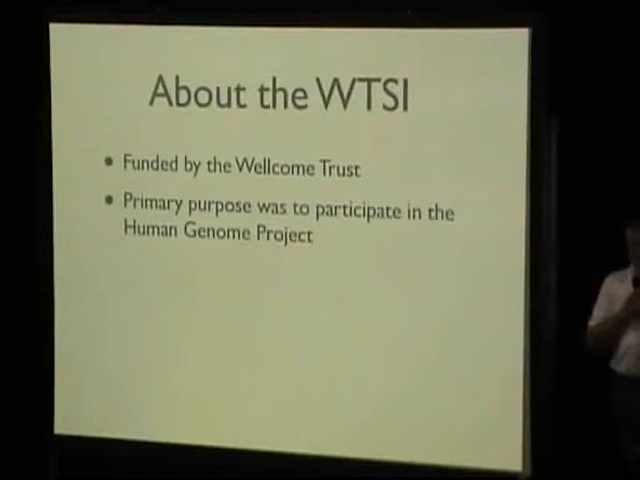 About the WTSI
• Funded by the Wellcome Trust
• Primary purpose was to participate in the
Human Genome Project